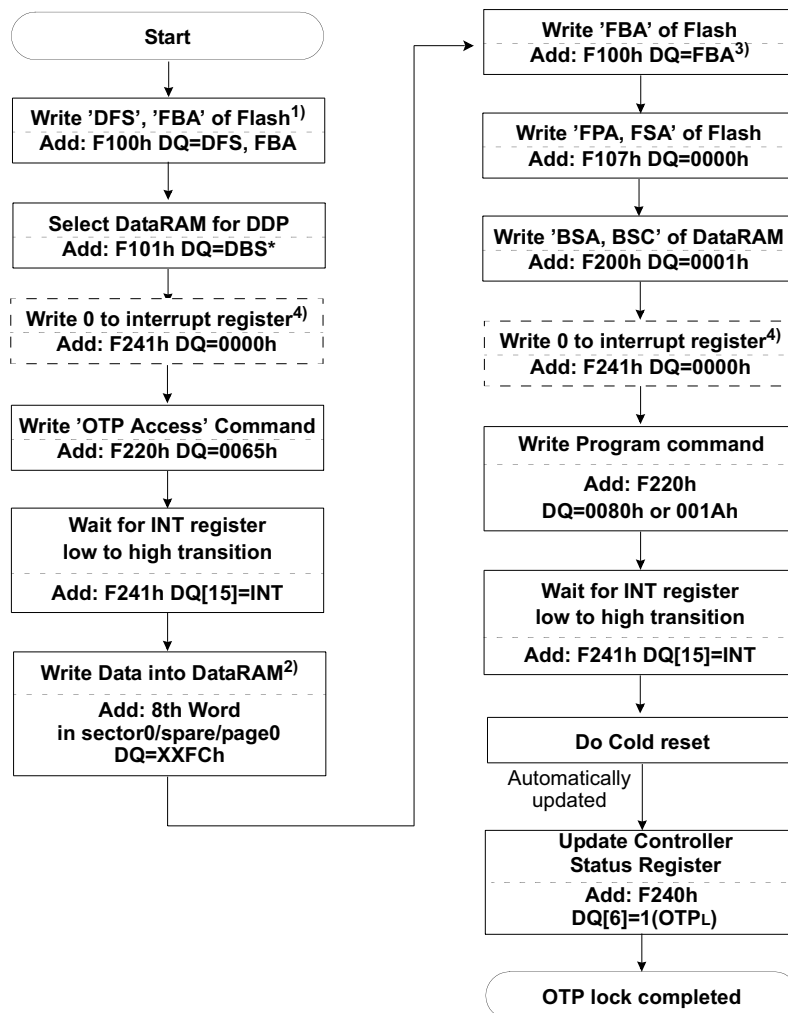 Start
Write 'DFS', 'FBA' of Flash1)
Add: F100h DQ=DFS, FBA
Select DataRAM for DDP
Add: F101h DQ=DBS*
Write 0 to interrupt register4)
Add: F241h DQ=0000h
Write 'OTP Access' Command
Add: F220h DQ=0065h
Wait for INT register
low to high transition
Add: F241h DQ[15]=INT
Write Data into DataRAM2)
Add: 8th Word
in sector0/spare/page0
DQ=XXFCh
Write 'FBA' of Flash
Add: F100h DQ=FBA3)
Write 'FPA, FSA' of Flash
Add: F107h DQ=0000h
Write 'BSA, BSC' of DataRAM
Add: F200h DQ=0001h
Write 0 to interrupt register4)
Add: F241h DQ=0000h
Write Program command
Add: F220h
DQ=0080h or 001Ah
Wait for INT register
low to high transition
Add: F241h DQ[15]=INT
Do Cold reset
Automatically
updated
Update Controller
Status Register
Add: F240h
DQ[6]=1(OTPL)
OTP lock completed